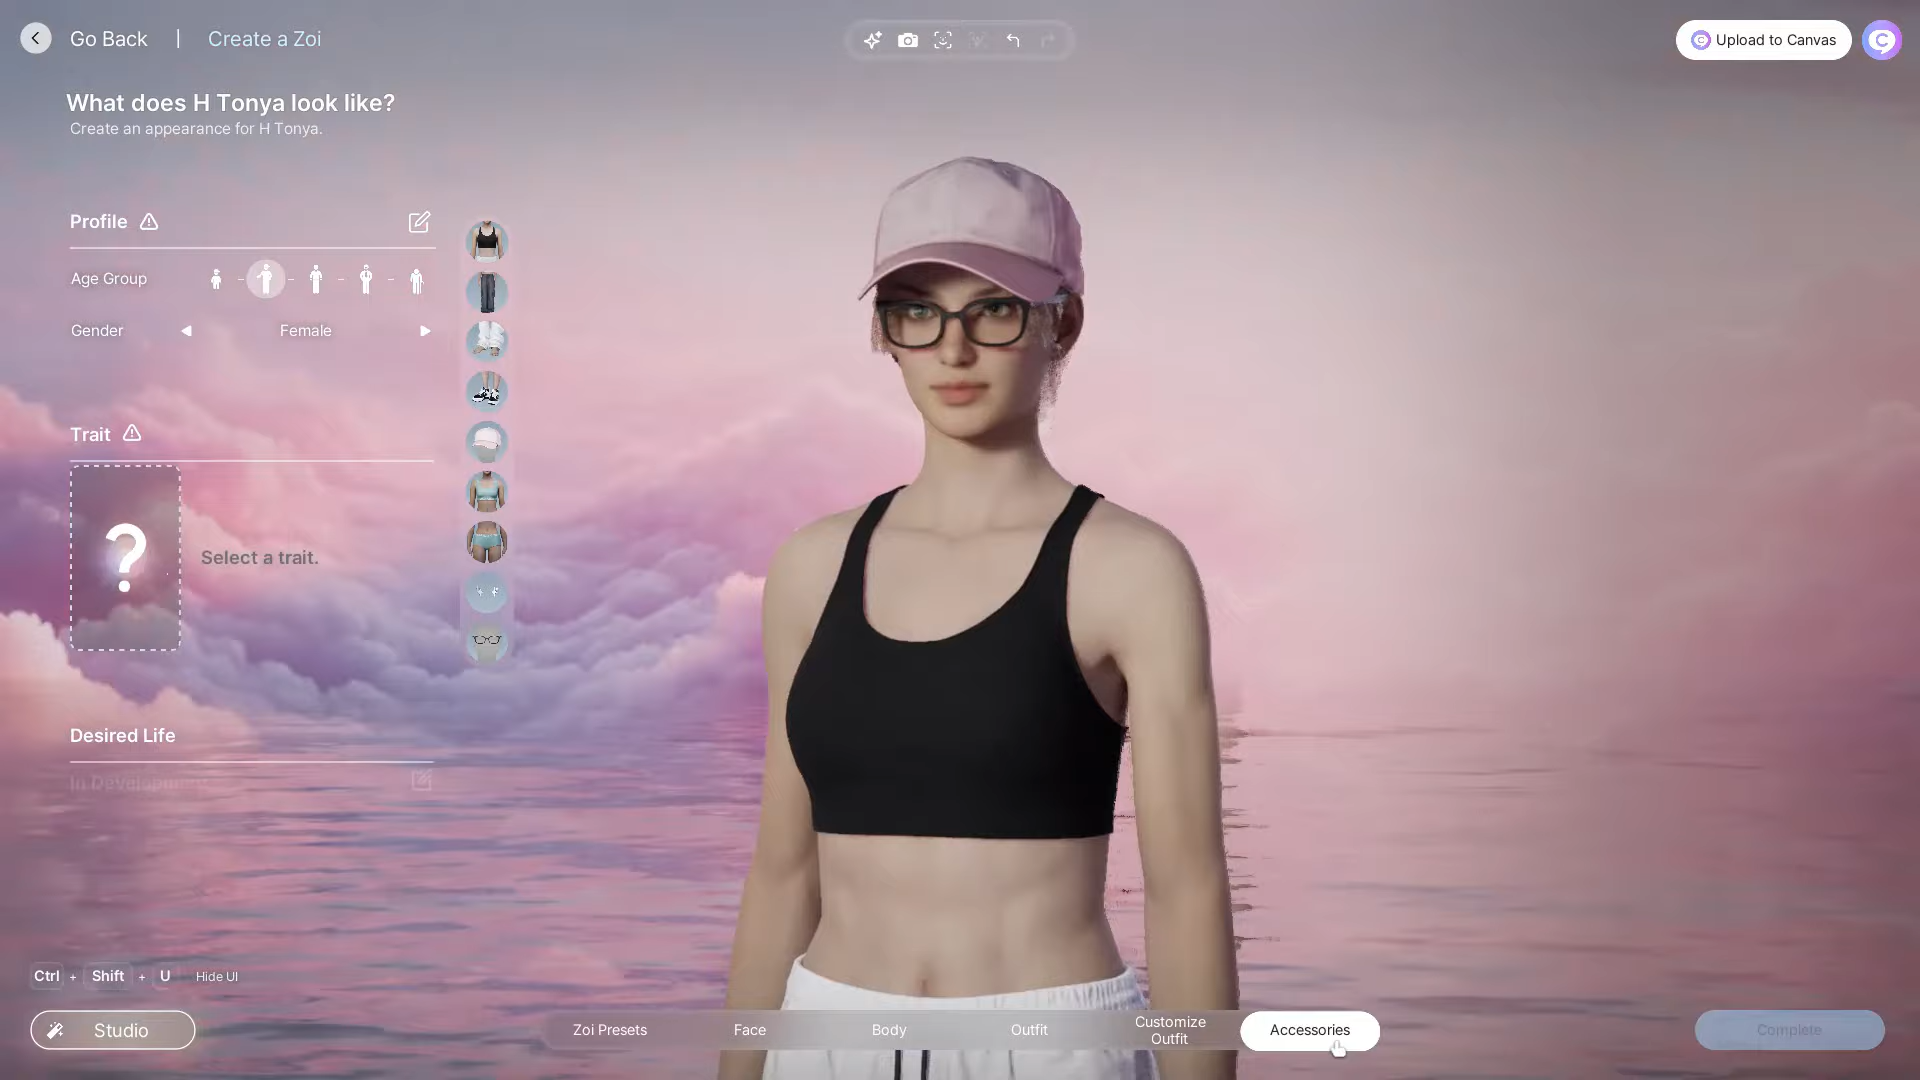 Go Back | Create a Zoi
Upload to Canvas
What does H Tonya look like?
Create an appearance for H Tonya.
Profile
Age Group
Gender
Female
Trait
?
Select a trait.
Desired Life
In Development
Ctrl + Shift + U Hide UI
Studio
Zoi Presets
Face
Body
Outfit
Customize
Outfit
Accessories
Complete